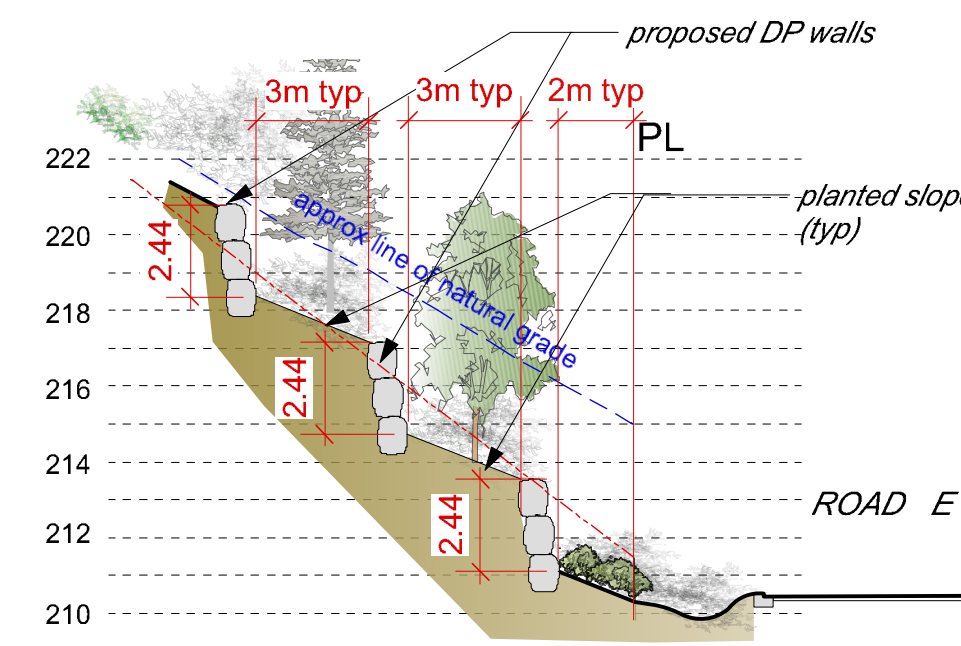 proposed DP walls
3m typ
3m typ
2m typ
PL
222
planted slope
(typ)
approx line of natural grade
220
2.44
218
2.44
216
214
ROAD E
2.44
212
210